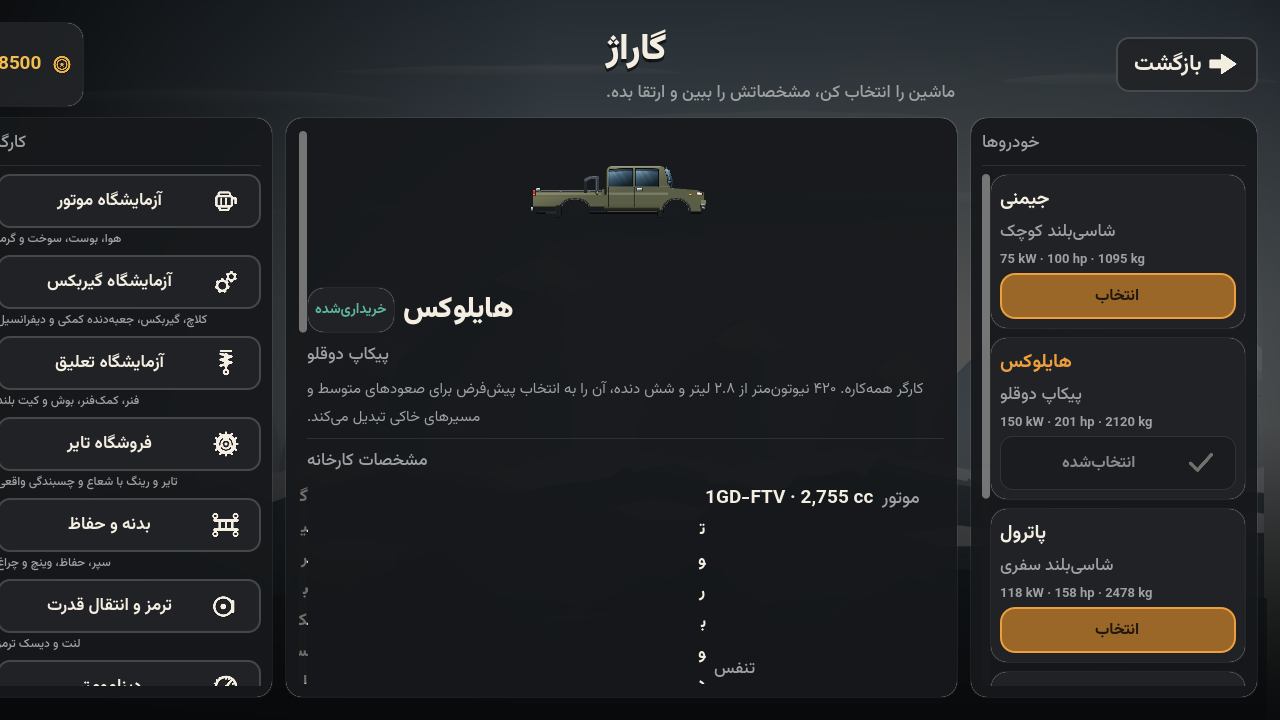 بازگشت
گاراژ
ماشین را انتخاب کن، مشخصاتش را ببین و ارتقا بده.
8500
خودروها
جیمنی
شاسی‌بلند کوچک
75 kW · 100 hp · 1095 kg
انتخاب
هایلوکس
پیکاپ دوقلو
150 kW · 201 hp · 2120 kg
انتخاب‌شده
پاترول
شاسی‌بلند سفری
118 kW · 158 hp · 2478 kg
انتخاب
هایلوکس
خریداری‌شده
پیکاپ دوقلو
کارگر همه‌کاره. ۴۲۰ نیوتون‌متر از ۲.۸ لیتر و شش دنده، آن را به انتخاب پیش‌فرض برای صعودهای متوسط و
مسیرهای خاکی تبدیل می‌کند.
مشخصات کارخانه
موتور 1GD-FTV · 2,755 cc
تنفس
آزمایشگاه موتور
هوا، بوست، سوخت و
آزمایشگاه گیربکس
کلاچ، گیربکس، جعبه‌دنده کمکی و دیفرانسیل
آزمایشگاه تعلیق
فنر، کمک‌فنر، بوش و کیت بلند
فروشگاه تایر
تایر و رینگ با شعاع و چسبندگی واقعی
بدنه و حفاظ
سپر، حفاظ، وینچ و چراغ
ترمز و انتقال قدرت
لنت و دیسک ترمز